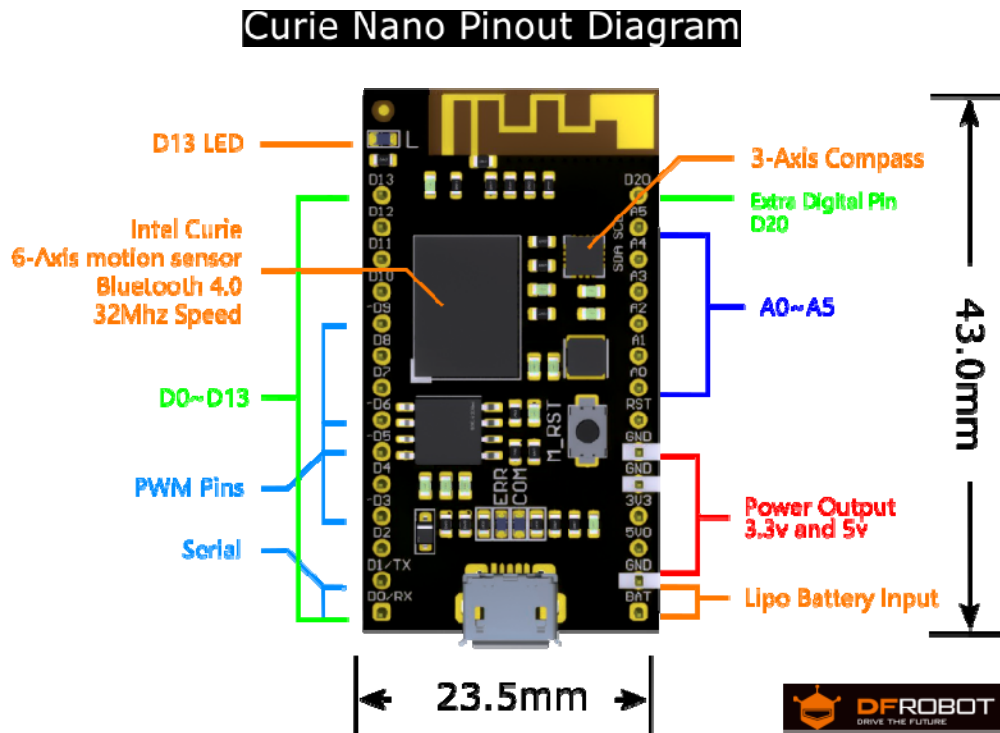 Curie Nano Pinout Diagram
D13 LED
L
3-Axis Compass
Extra Digital Pin
D20
Intel Curie
6-Axis motion sensor
Bluetooth 4.0
32Mhz Speed
A0~A5
43.0mm
D0~D13
PWM Pins
Serial
Power Output
3.3v and 5v
Lipo Battery Input
D13
D12
D11
D10
~D9
D8
D7
~D6
~D5
D4
~D3
D2
D1/TX
D0/RX
D20
A5
A4
A3
A2
A1
A0
RST
GND
GND
3V3
5V0
GND
BAT
SDA SCL
M_RST
ERR
COM
23.5mm
DFROBOT
DRIVE THE FUTURE